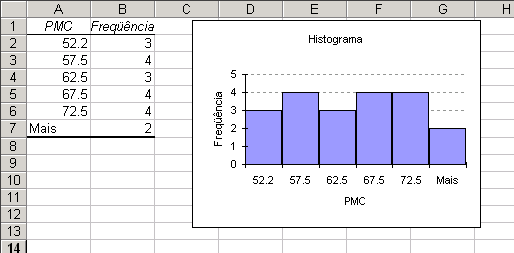 A B C D E F G H
1 PMC Freqüência
2 52.2 3
3 57.5 4
4 62.5 3
5 67.5 4
6 72.5 4
7 Mais 2
8
9
10
11
12
13
14
Histograma
Freqüência
5
4
3
2
1
0
52.2 57.5 62.5 67.5 72.5 Mais
PMC